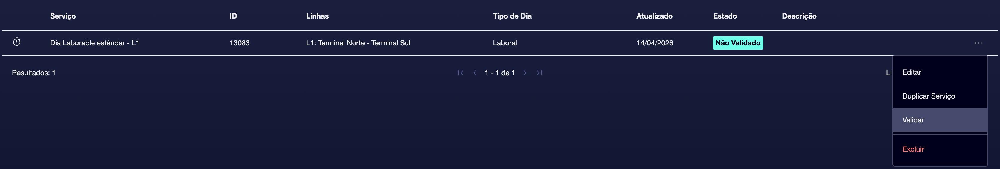 Serviço ID Linhas Tipo de Dia Atualizado Estado Descrição
Día Laborable estándar - L1 13083 L1: Terminal Norte - Terminal Sul Laboral 14/04/2026 Não Validado ...
Resultados: 1 1 - 1 de 1
Editar
Duplicar Serviço
Validar
Excluir